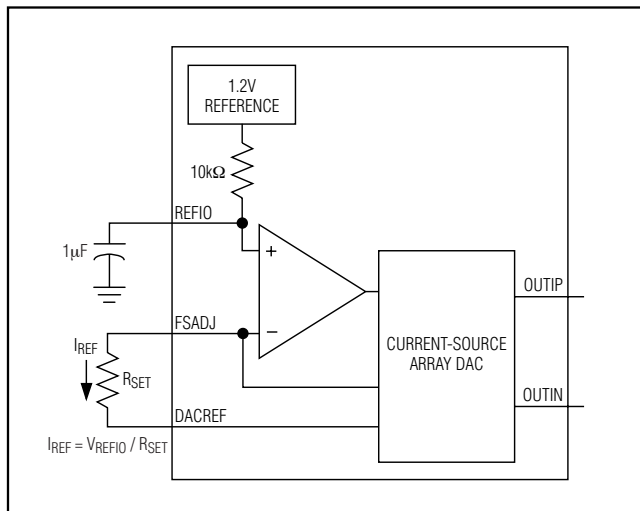 1.2V
REFERENCE
10kΩ
REFIO
1μF
+
FSADJ
−
IREF
RSET
CURRENT-SOURCE
ARRAY DAC
OUTIP
OUTIN
DACREF
IREF = VREFIO / RSET